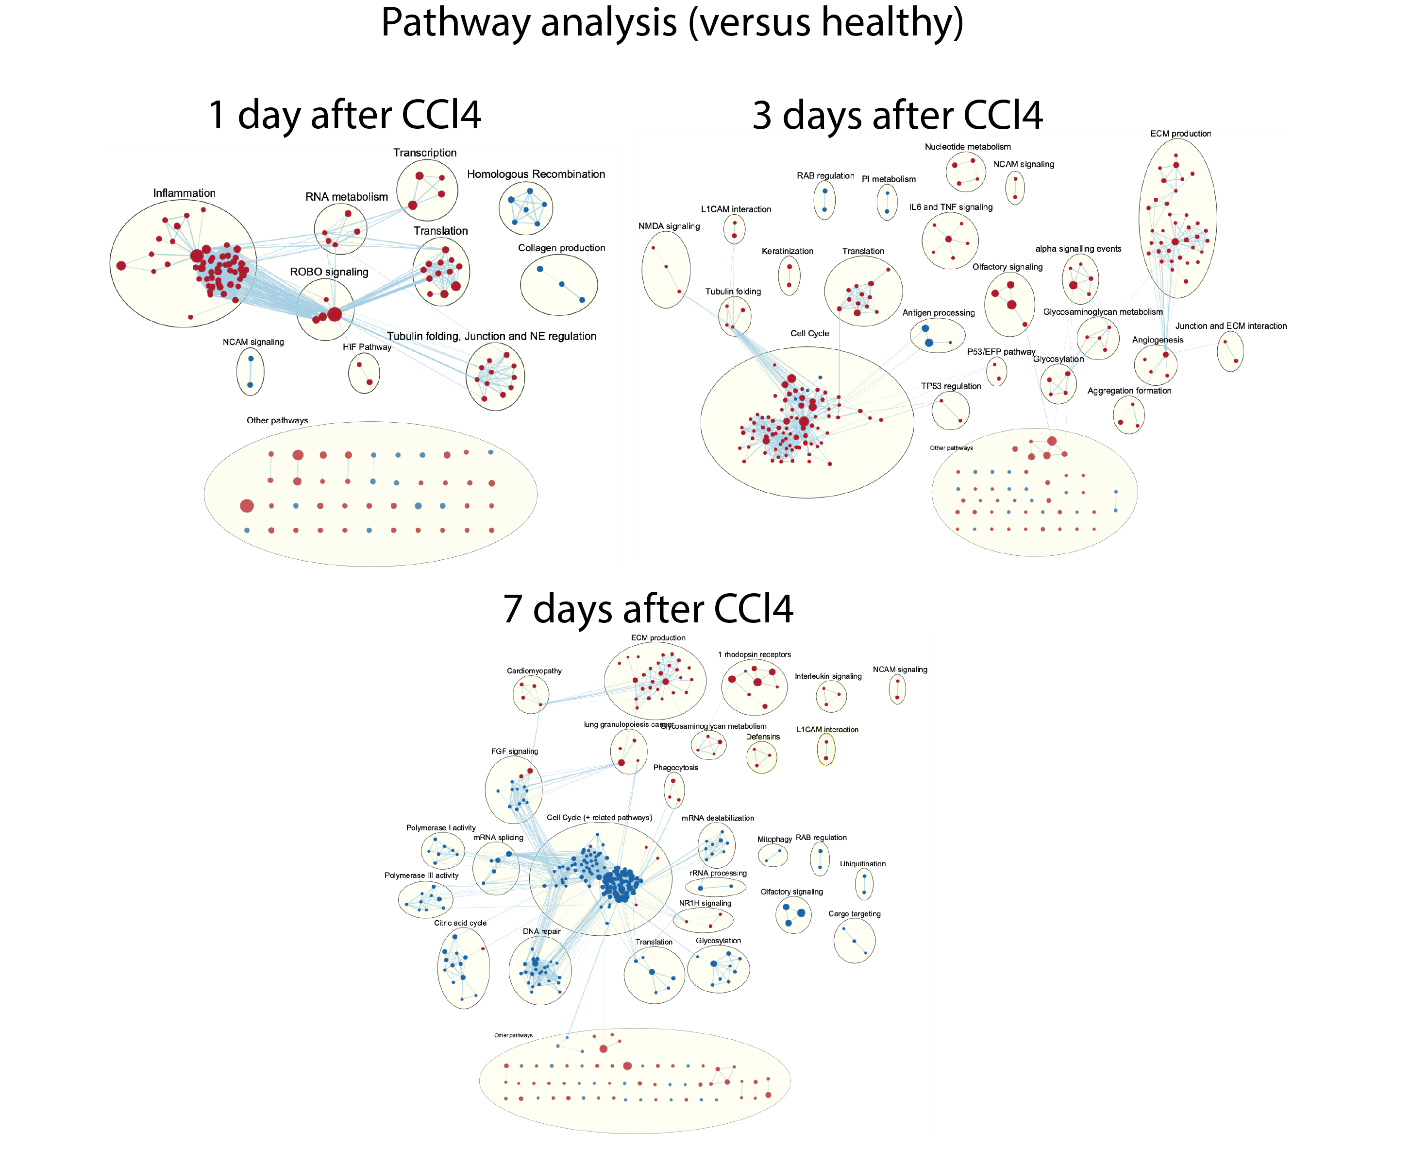 Pathway analysis (versus healthy)
1 day after CCl4
Transcription
Homologous Recombination
Inflammation
RNA metabolism
Translation
Collagen production
ROBO signaling
NCAM signaling
HIF Pathway
Tubulin folding, Junction and NE regulation
Other pathways
3 days after CCl4
ECM production
Nucleotide metabolism
NCAM signaling
RAB regulation
PI metabolism
L1CAM interaction
IL6 and TNF signaling
NMDA signaling
Keratinization
Translation
alpha signalling events
Olfactory signaling
Tubulin folding
Antigen processing
Glycosaminoglycan metabolism
Cell Cycle
Junction and ECM interaction
Angiogenesis
P53/EFP pathway
Glycosylation
TP53 regulation
Aggregation formation
Other pathways
7 days after CCl4
ECM production
Cardiomyopathy
1 rhodopsin receptors
Interleukin signaling
NCAM signaling
lung granulopoiesis cancer
Glycosaminoglycan metabolism
Defensins
L1CAM interaction
FGF signaling
Phagocytosis
Cell Cycle (+ related pathways)
mRNA destabilization
Polymerase I activity
mRNA splicing
Mitophagy
RAB regulation
Ubiquitination
Polymerase III activity
rRNA processing
Olfactory signaling
NR1H signaling
Cargo targeting
Citric acid cycle
DNA repair
Translation
Glycosylation
Other pathways